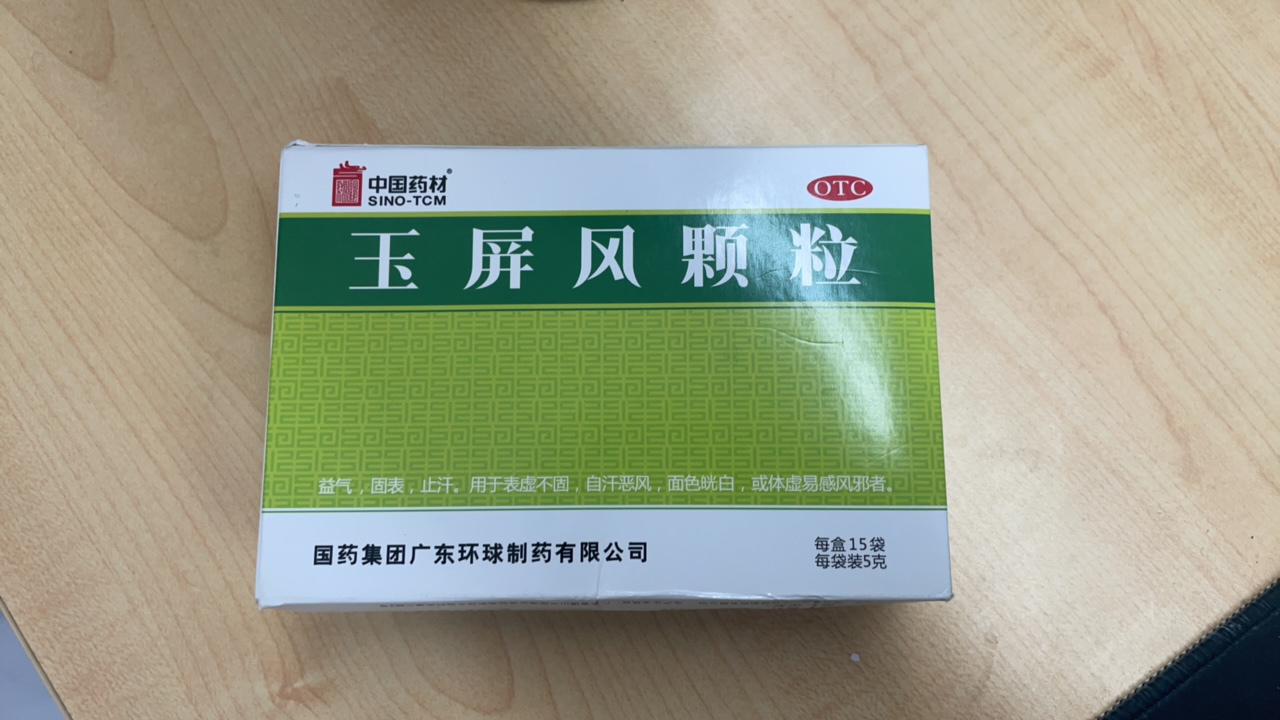 中国药材®
SINO-TCM
OTC
玉屏风颗粒
益气，固表，止汗。用于表虚不固，自汗恶风，面色㿠白，或体虚易感风邪者。
国药集团广东环球制药有限公司
每盒15袋
每袋装5克